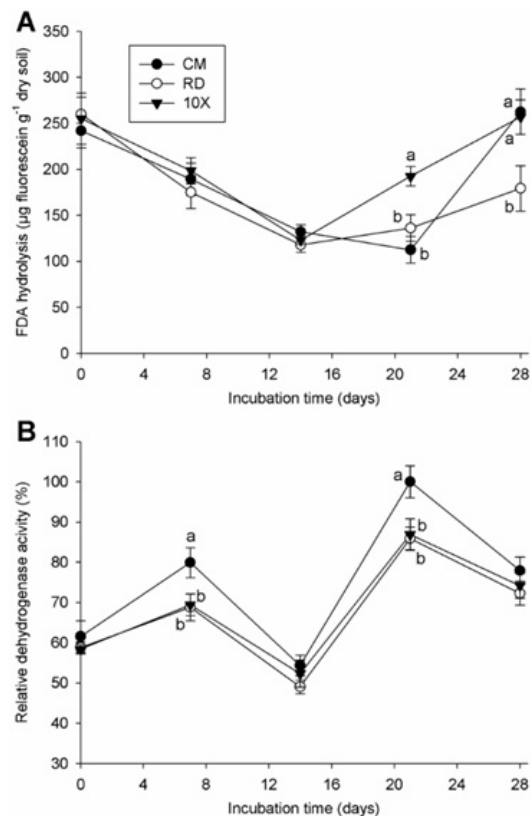 A
FDA hydrolysis (µg fluorescein g⁻¹ dry soil)
350
300
250
200
150
100
50
0
CM
RD
10X
a
a
a
b
b
b
0 4 8 12 16 20 24 28
Incubation time (days)
B
Relative dehydrogenase acivity (%)
110
100
90
80
70
60
50
40
30
a
b
b
a
b
b
0 4 8 12 16 20 24 28
Incubation time (days)